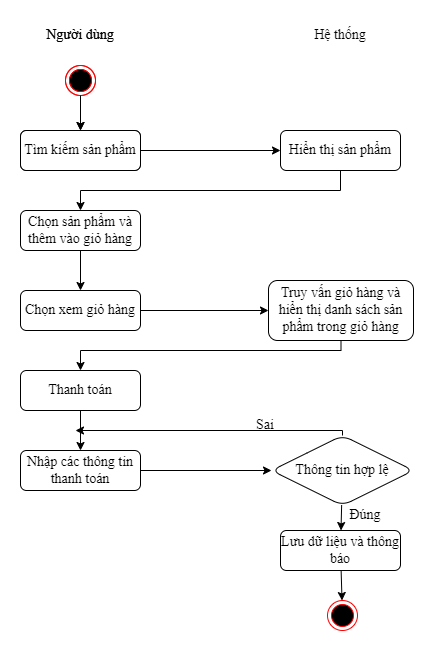 Người dùng
Hệ thống
Tìm kiếm sản phẩm
Hiển thị sản phẩm
Chọn sản phẩm và
thêm vào giỏ hàng
Chọn xem giỏ hàng
Truy vấn giỏ hàng và
hiển thị danh sách sản
phẩm trong giỏ hàng
Thanh toán
Sai
Nhập các thông tin
thanh toán
Thông tin hợp lệ
Đúng
Lưu dữ liệu và thông
báo